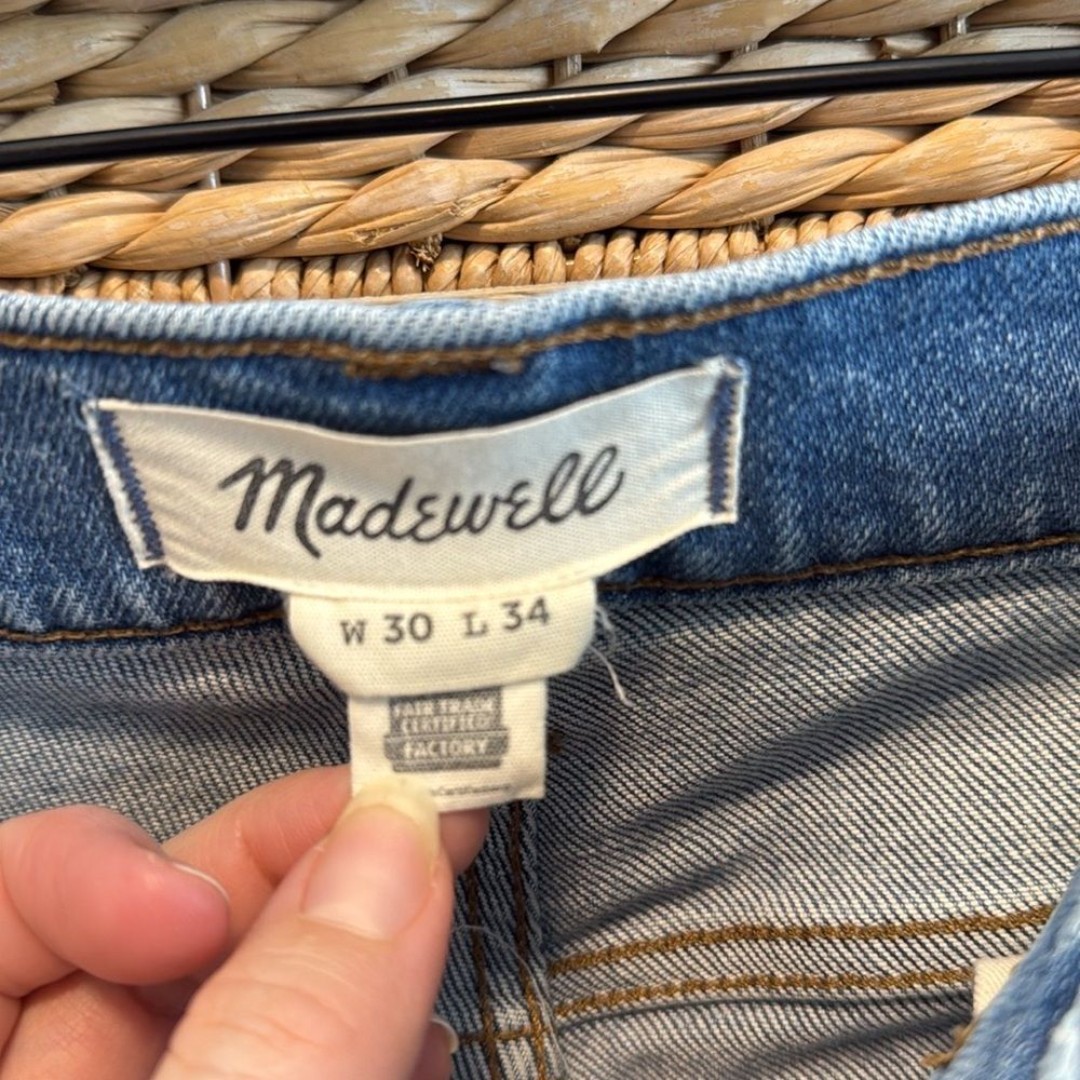 Madewell
W 30 L 34
FAIR TRADE
CERTIFIED
FACTORY